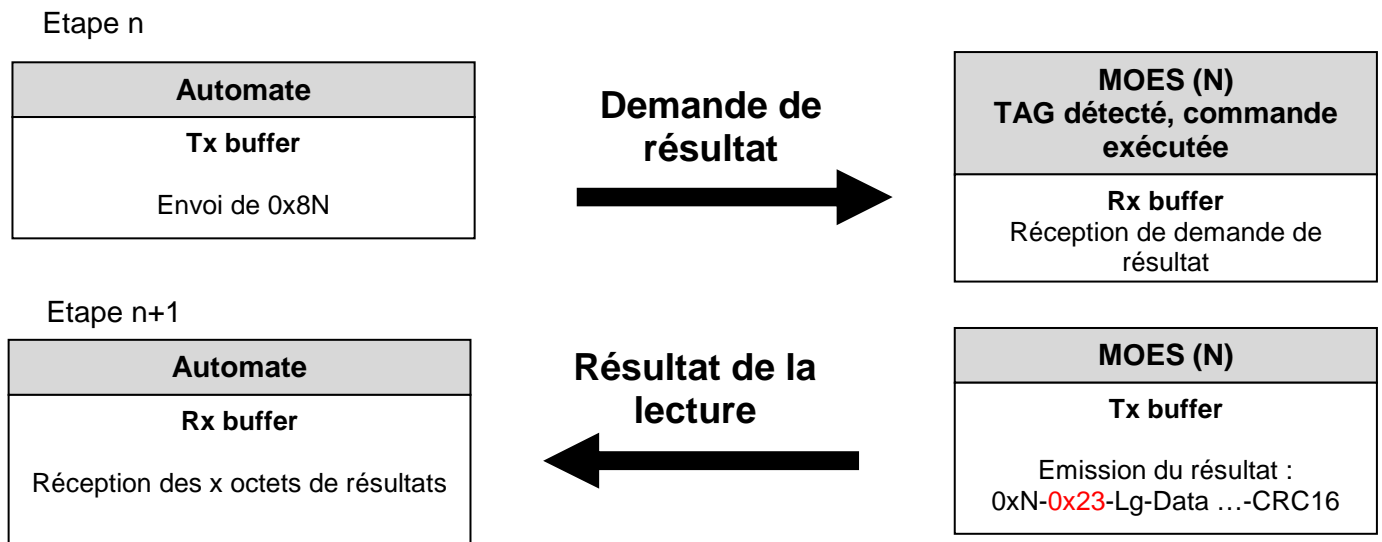 Etape n
Automate
Tx buffer
Envoi de 0x8N
Demande de
résultat
MOES (N)
TAG détecté, commande
exécutée
Rx buffer
Réception de demande de
résultat
Etape n+1
Automate
Rx buffer
Réception des x octets de résultats
Résultat de la
lecture
MOES (N)
Tx buffer
Emission du résultat :
0xN-0x23-Lg-Data …-CRC16